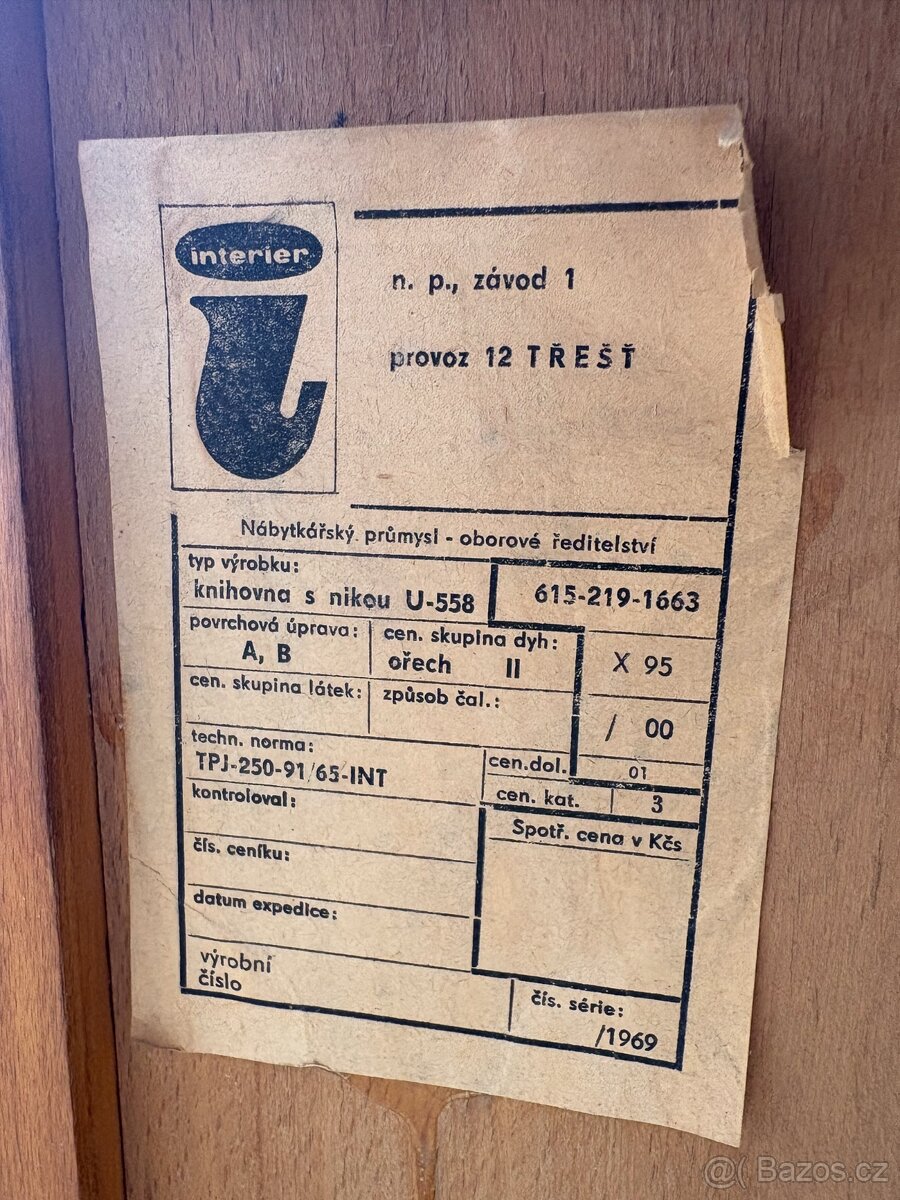 interier
n. p., závod 1
provoz 12 TŘEŠŤ
Nábytkářský průmysl - oborové ředitelství
typ výrobku:
knihovna s nikou U-558
615-219-1663
povrchová úprava:
A, B
cen. skupina dyh:
ořech II
X 95
cen. skupina látek:
způsob čal.:
/ 00
techn. norma:
TPJ-250-91/65-INT
cen.dol.
01
cen. kat.
3
kontroloval:
Spotř. cena v Kčs
čís. ceníku:
datum expedice:
výrobní
číslo
čís. série:
/1969
@( Bazos.cz